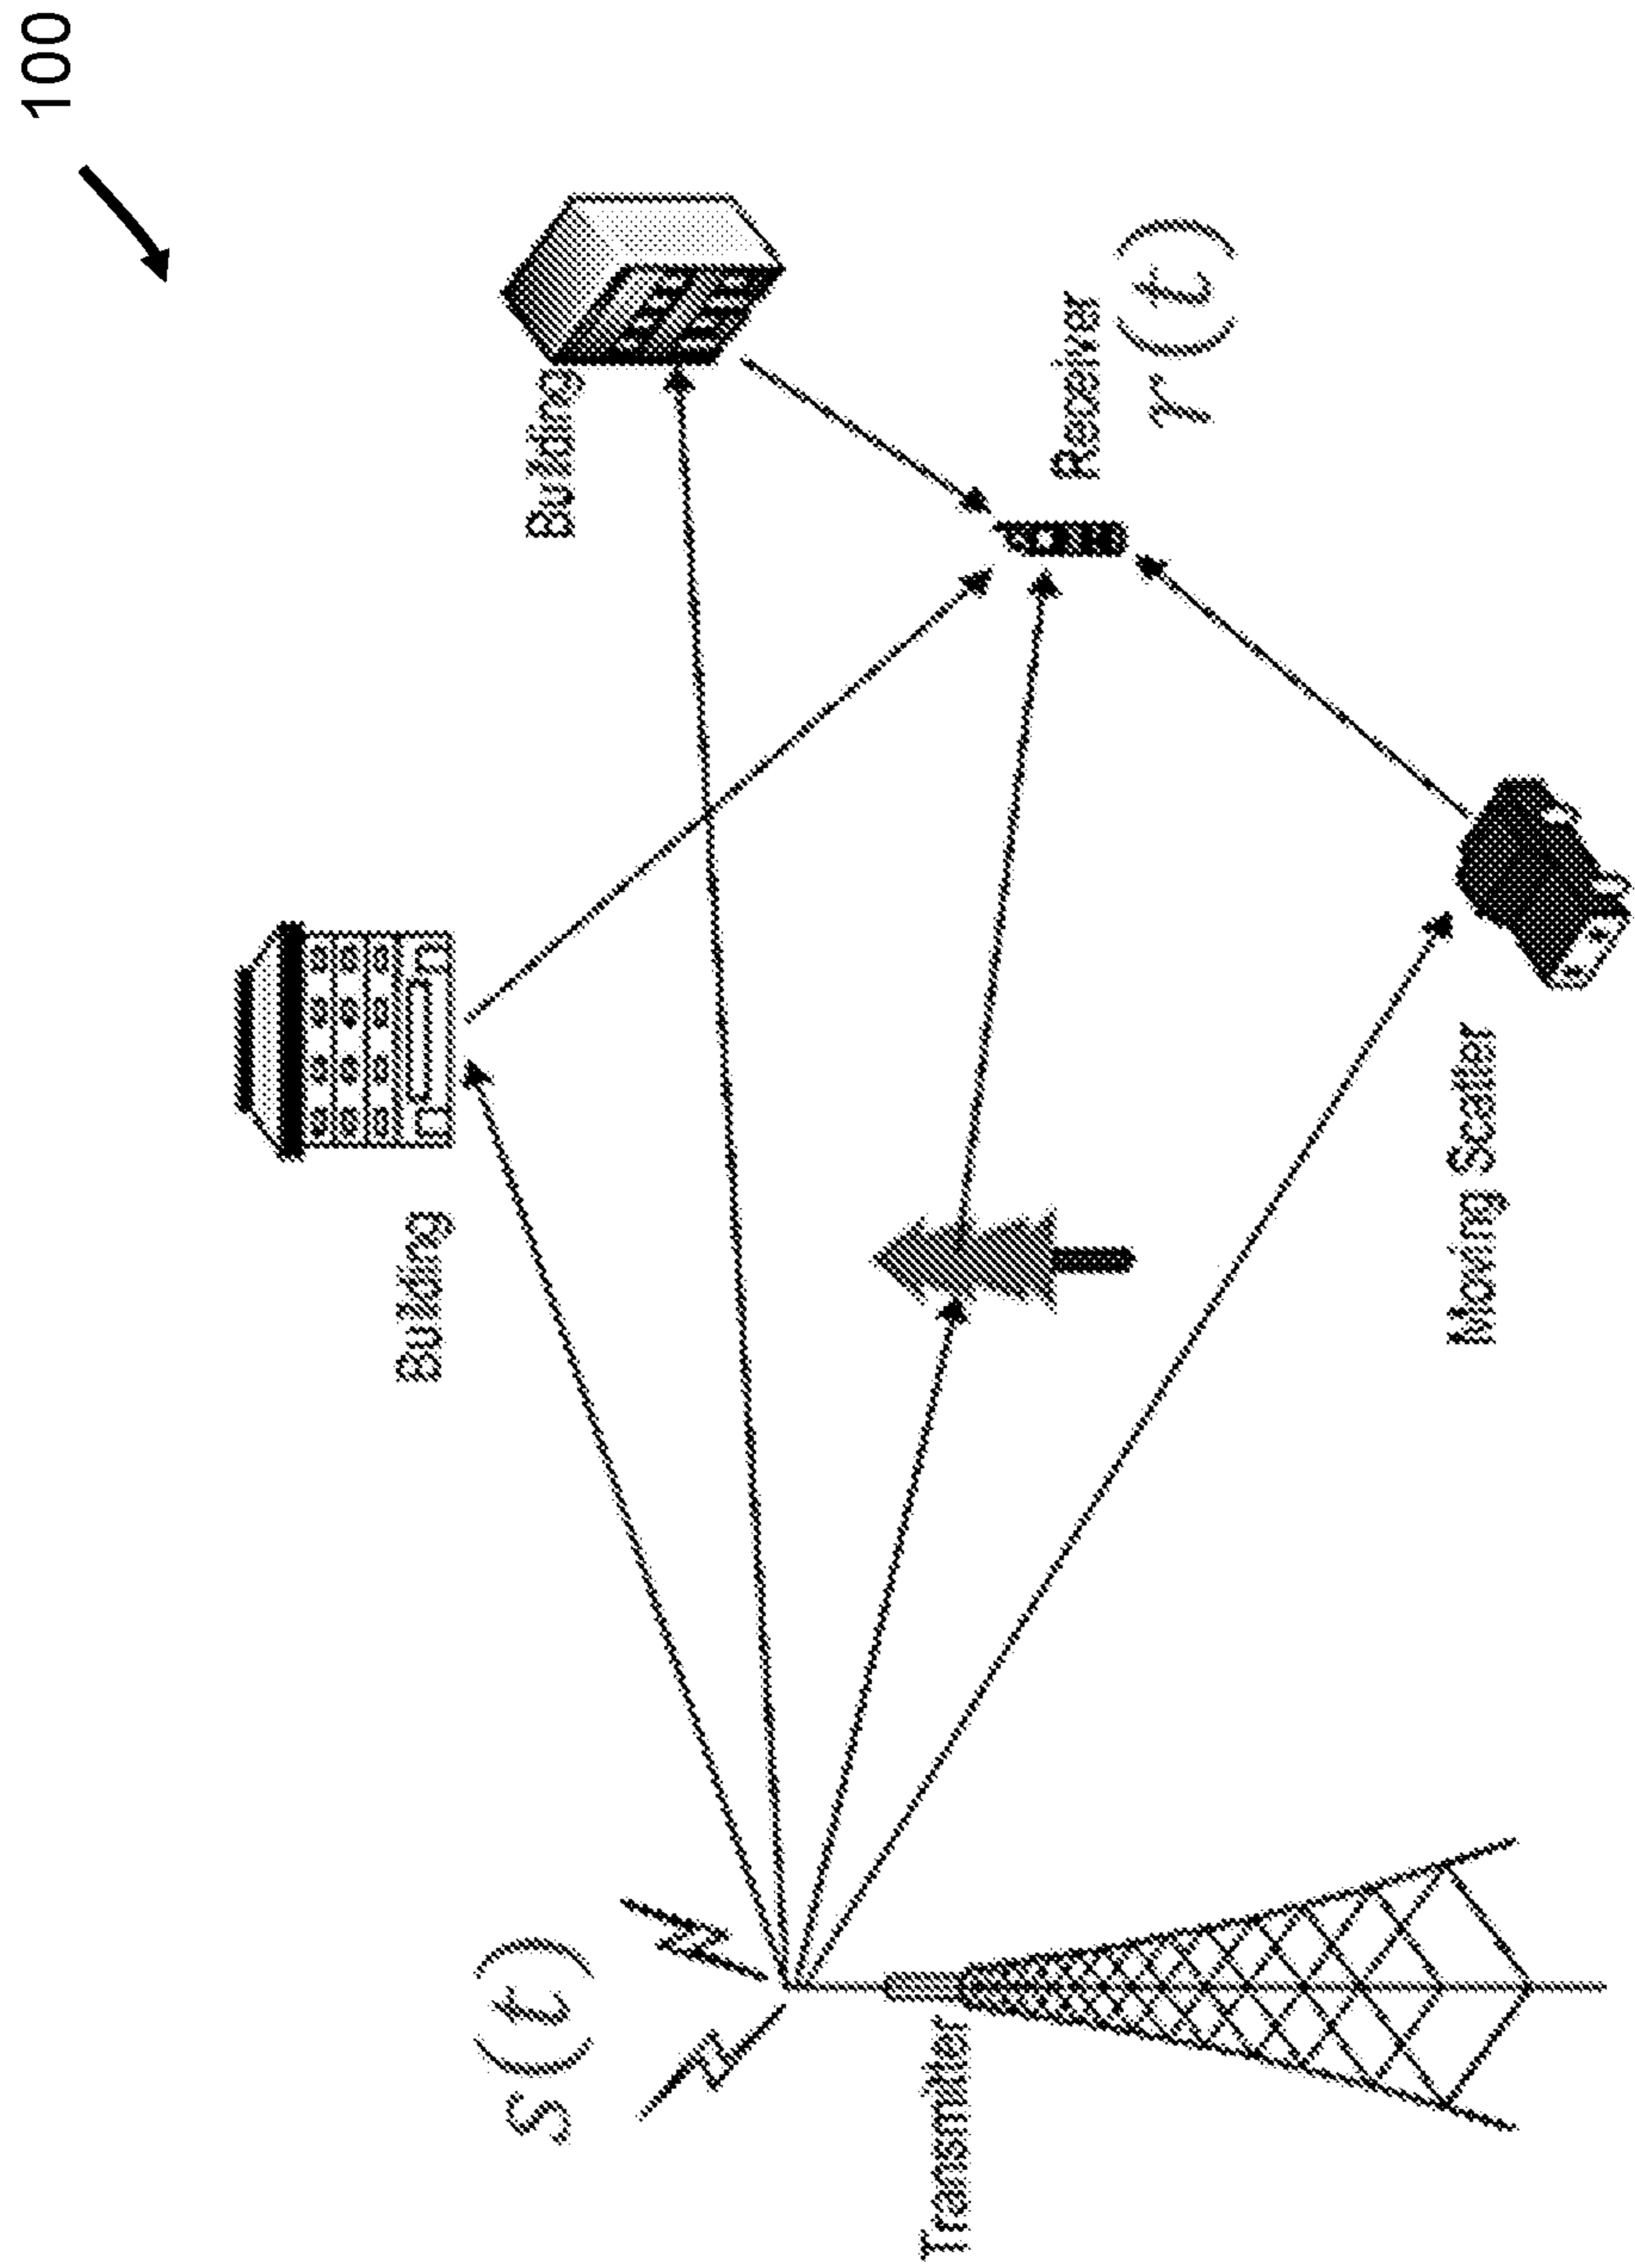 100
S(t)
Building
Building
Transmitter
Receiver
r(t)
Moving Scatter